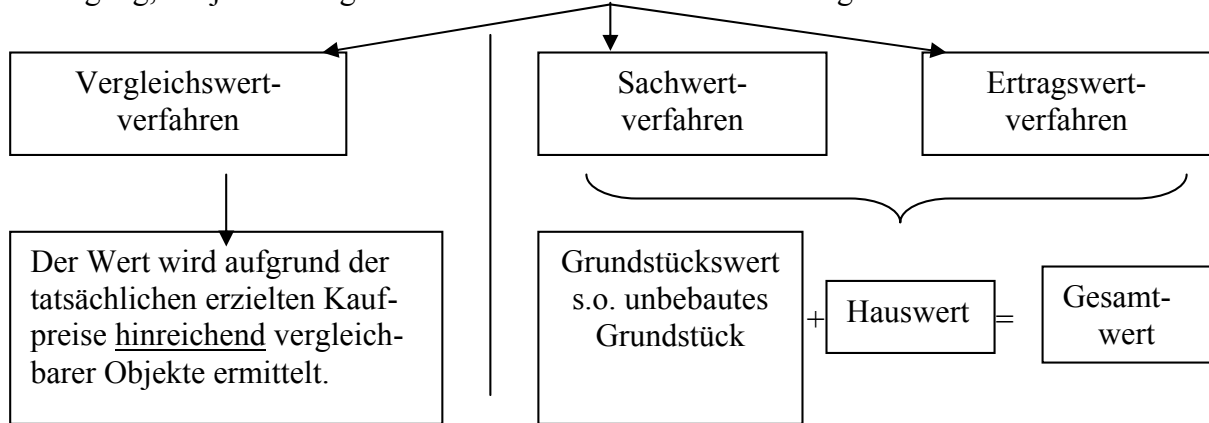 Vergleichswert-
verfahren
Sachwert-
verfahren
Ertragswert-
verfahren
Der Wert wird aufgrund der
tatsächlichen erzielten Kauf-
preise hinreichend vergleich-
barer Objekte ermittelt.
Grundstückswert
s.o. unbebautes
Grundstück
+
Hauswert
=
Gesamt-
wert